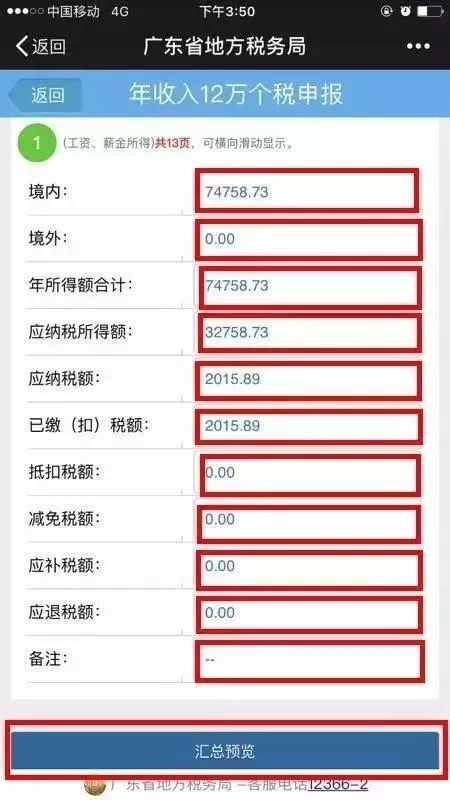 中国移动 4G 下午3:50
返回 广东省地方税务局
返回 年收入12万个税申报
1 (工资、薪金所得)共13页，可横向滑动显示。
境内： 74758.73
境外： 0.00
年所得额合计： 74758.73
应纳税所得额： 32758.73
应纳税额： 2015.89
已缴（扣）税额： 2015.89
抵扣税额： 0.00
减免税额： 0.00
应补税额： 0.00
应退税额： 0.00
备注： --
汇总预览
广东省地方税务局 –客服电话12366-2